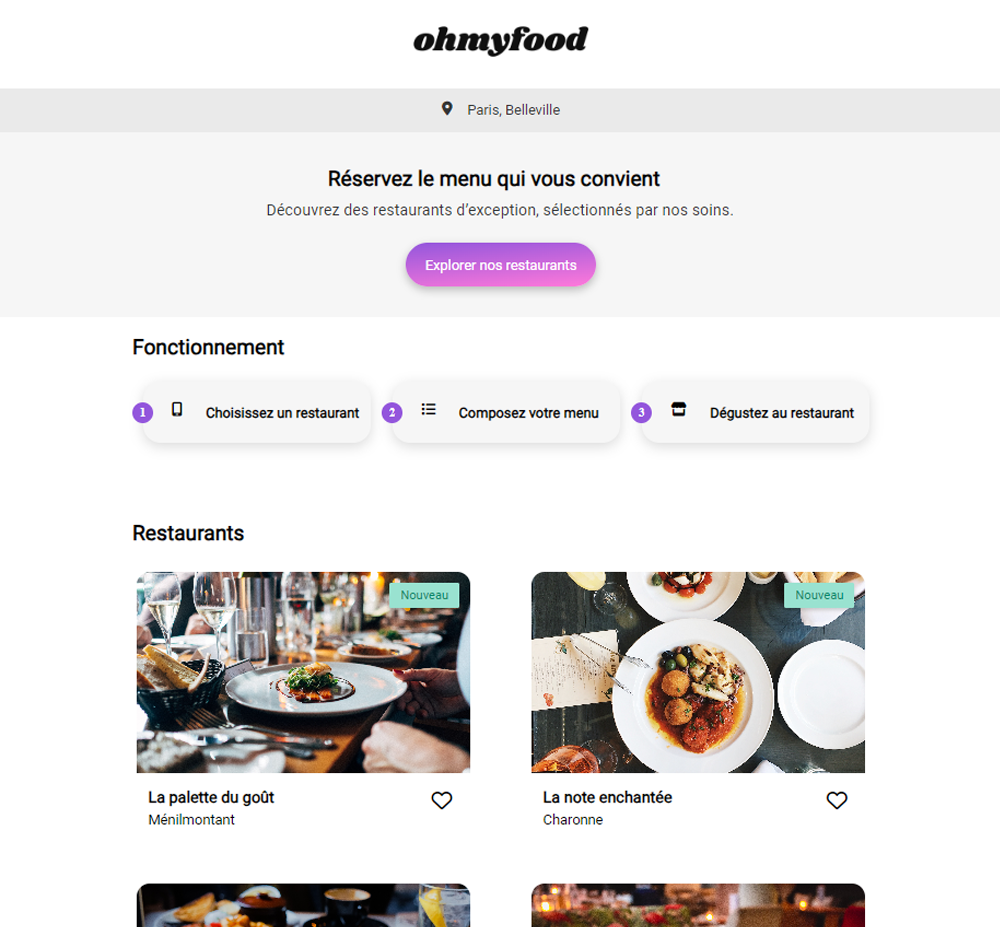 ohmyfood
Paris, Belleville
Réservez le menu qui vous convient
Découvrez des restaurants d’exception, sélectionnés par nos soins.
Explorer nos restaurants
Fonctionnement
1 Choisissez un restaurant
2 Composez votre menu
3 Dégustez au restaurant
Restaurants
Nouveau
Nouveau
La palette du goût
Ménilmontant
La note enchantée
Charonne